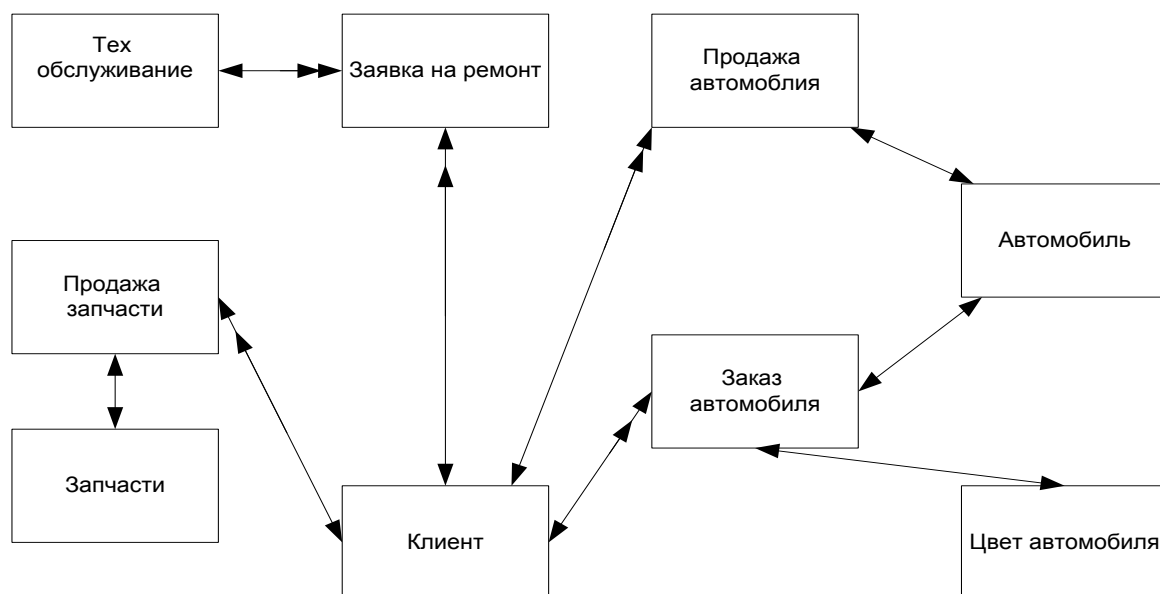 Тех
обслуживание
Заявка на ремонт
Продажа
автомоблия
Автомобиль
Продажа
запчасти
Заказ
автомобиля
Запчасти
Клиент
Цвет автомобиля